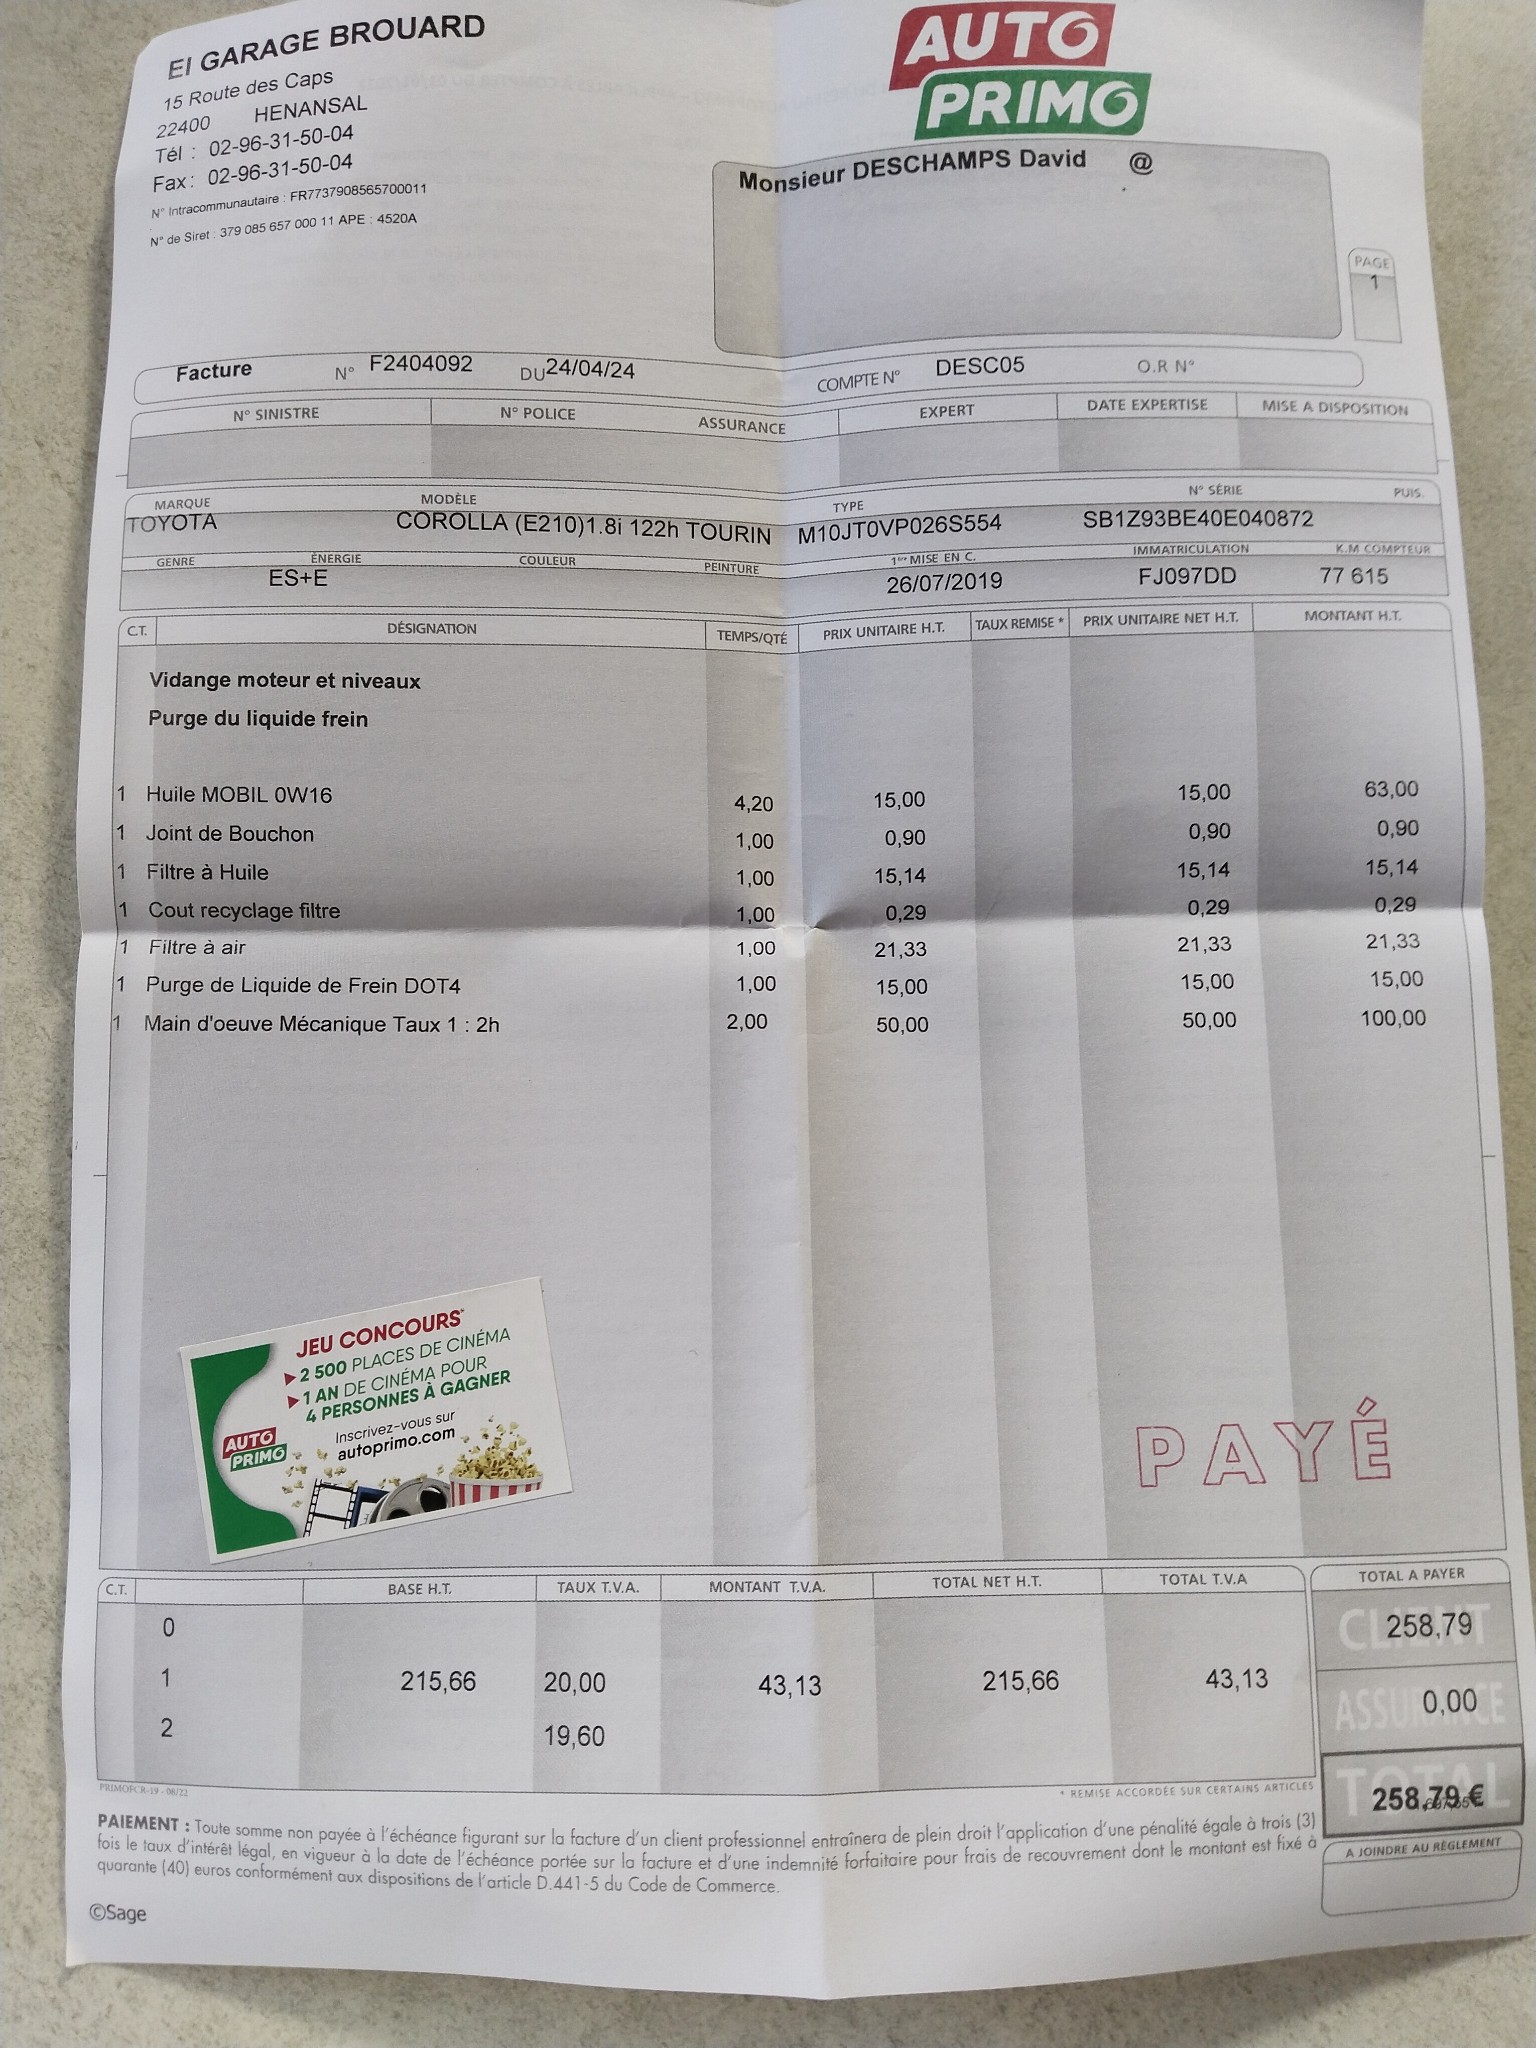 EI GARAGE BROUARD
15 Route des Caps
22400 HENANSAL
Tél : 02-96-31-50-04
Fax : 02-96-31-50-04
N° Intracommunautaire : FR7737908565700011
N° de Siret : 379 085 657 000 11 APE : 4520A
AUTO
PRIMO
Monsieur DESCHAMPS David @
PAGE
1
Facture N° F2404092 DU 24/04/24 COMPTE N° DESC05 O.R N°
N° SINISTRE N° POLICE ASSURANCE EXPERT DATE EXPERTISE MISE A DISPOSITION
MARQUE MODÈLE TYPE N° SÉRIE PUIS.
TOYOTA COROLLA (E210)1.8i 122h TOURIN M10JT0VP026S554 SB1Z93BE40E040872
GENRE ÉNERGIE COULEUR PEINTURE 1ère MISE EN C. IMMATRICULATION K.M COMPTEUR
ES+E 26/07/2019 FJ097DD 77 615
C.T. DÉSIGNATION TEMPS/QTÉ PRIX UNITAIRE H.T. TAUX REMISE * PRIX UNITAIRE NET H.T. MONTANT H.T.
Vidange moteur et niveaux
Purge du liquide frein
1 Huile MOBIL 0W16 4,20 15,00 15,00 63,00
1 Joint de Bouchon 1,00 0,90 0,90 0,90
1 Filtre à Huile 1,00 15,14 15,14 15,14
1 Cout recyclage filtre 1,00 0,29 0,29 0,29
1 Filtre à air 1,00 21,33 21,33 21,33
1 Purge de Liquide de Frein DOT4 1,00 15,00 15,00 15,00
1 Main d'oeuve Mécanique Taux 1 : 2h 2,00 50,00 50,00 100,00
JEU CONCOURS*
2 500 PLACES DE CINÉMA
1 AN DE CINÉMA POUR
4 PERSONNES À GAGNER
Inscrivez-vous sur
autoprimo.com
AUTO
PRIMO
PAYÉ
C.T. BASE H.T. TAUX T.V.A. MONTANT T.V.A. TOTAL NET H.T. TOTAL T.V.A TOTAL A PAYER
0
CLIENT 258,79
1 215,66 20,00 43,13 215,66 43,13
ASSURANCE 0,00
2 19,60
TOTAL 258,79 €
PRIMOFCR-19 - 08/22
* REMISE ACCORDÉE SUR CERTAINS ARTICLES
PAIEMENT : Toute somme non payée à l'échéance figurant sur la facture d'un client professionnel entraînera de plein droit l'application d'une pénalité égale à trois (3)
fois le taux d'intérêt légal, en vigueur à la date de l'échéance portée sur la facture et d'une indemnité forfaitaire pour frais de recouvrement dont le montant est fixé à
quarante (40) euros conformément aux dispositions de l'article D.441-5 du Code de Commerce.
A JOINDRE AU RÈGLEMENT
©Sage